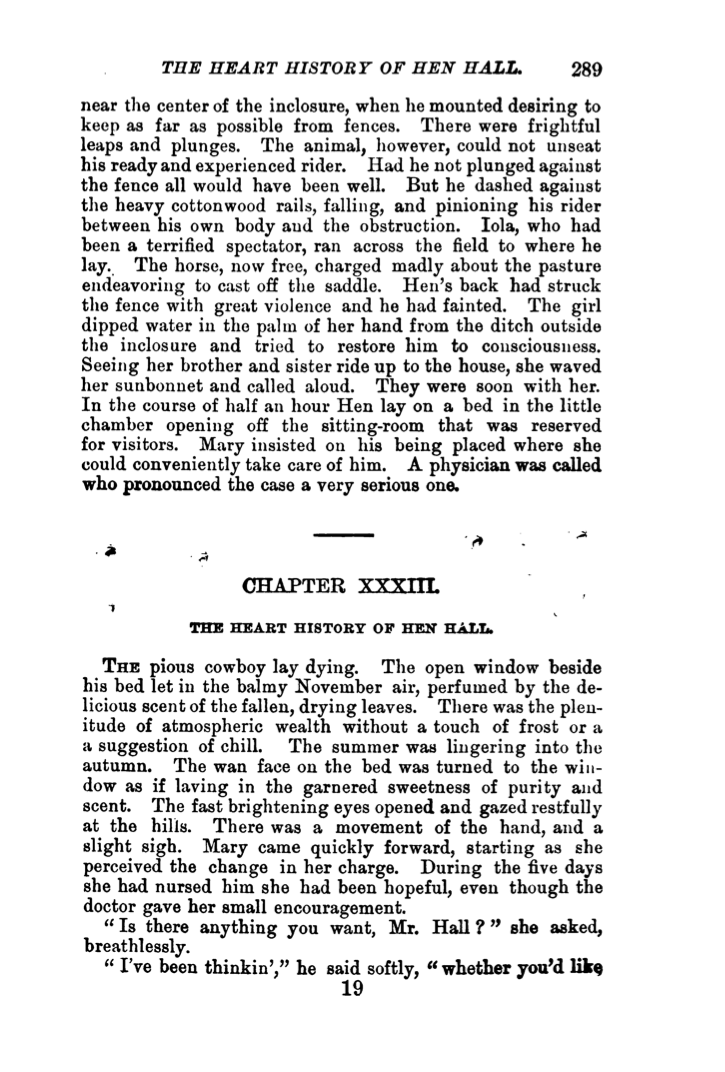 THE HEART HISTORY OF HEN HALL. 289
near the center of the inclosure, when he mounted desiring to
keep as far as possible from fences. There were frightful
leaps and plunges. The animal, however, could not unseat
his ready and experienced rider. Had he not plunged against
the fence all would have been well. But he dashed against
the heavy cottonwood rails, falling, and pinioning his rider
between his own body and the obstruction. Iola, who had
been a terrified spectator, ran across the field to where he
lay. The horse, now free, charged madly about the pasture
endeavoring to cast off the saddle. Hen's back had struck
the fence with great violence and he had fainted. The girl
dipped water in the palm of her hand from the ditch outside
the inclosure and tried to restore him to consciousness.
Seeing her brother and sister ride up to the house, she waved
her sunbonnet and called aloud. They were soon with her.
In the course of half an hour Hen lay on a bed in the little
chamber opening off the sitting-room that was reserved
for visitors. Mary insisted on his being placed where she
could conveniently take care of him. A physician was called
who pronounced the case a very serious one.
CHAPTER XXXIII.
THE HEART HISTORY OF HEN HALL.
THE pious cowboy lay dying. The open window beside
his bed let in the balmy November air, perfumed by the de-
licious scent of the fallen, drying leaves. There was the plen-
itude of atmospheric wealth without a touch of frost or a
a suggestion of chill. The summer was lingering into the
autumn. The wan face on the bed was turned to the win-
dow as if laving in the garnered sweetness of purity and
scent. The fast brightening eyes opened and gazed restfully
at the hills. There was a movement of the hand, and a
slight sigh. Mary came quickly forward, starting as she
perceived the change in her charge. During the five days
she had nursed him she had been hopeful, even though the
doctor gave her small encouragement.
"Is there anything you want, Mr. Hall?" she asked,
breathlessly.
"I've been thinkin'," he said softly, "whether you'd like
19